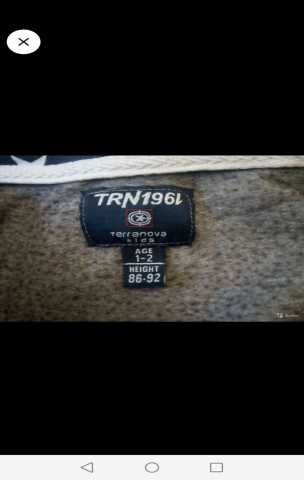 TRN1961
Terranova
kids
AGE
1-2
HEIGHT
86-92